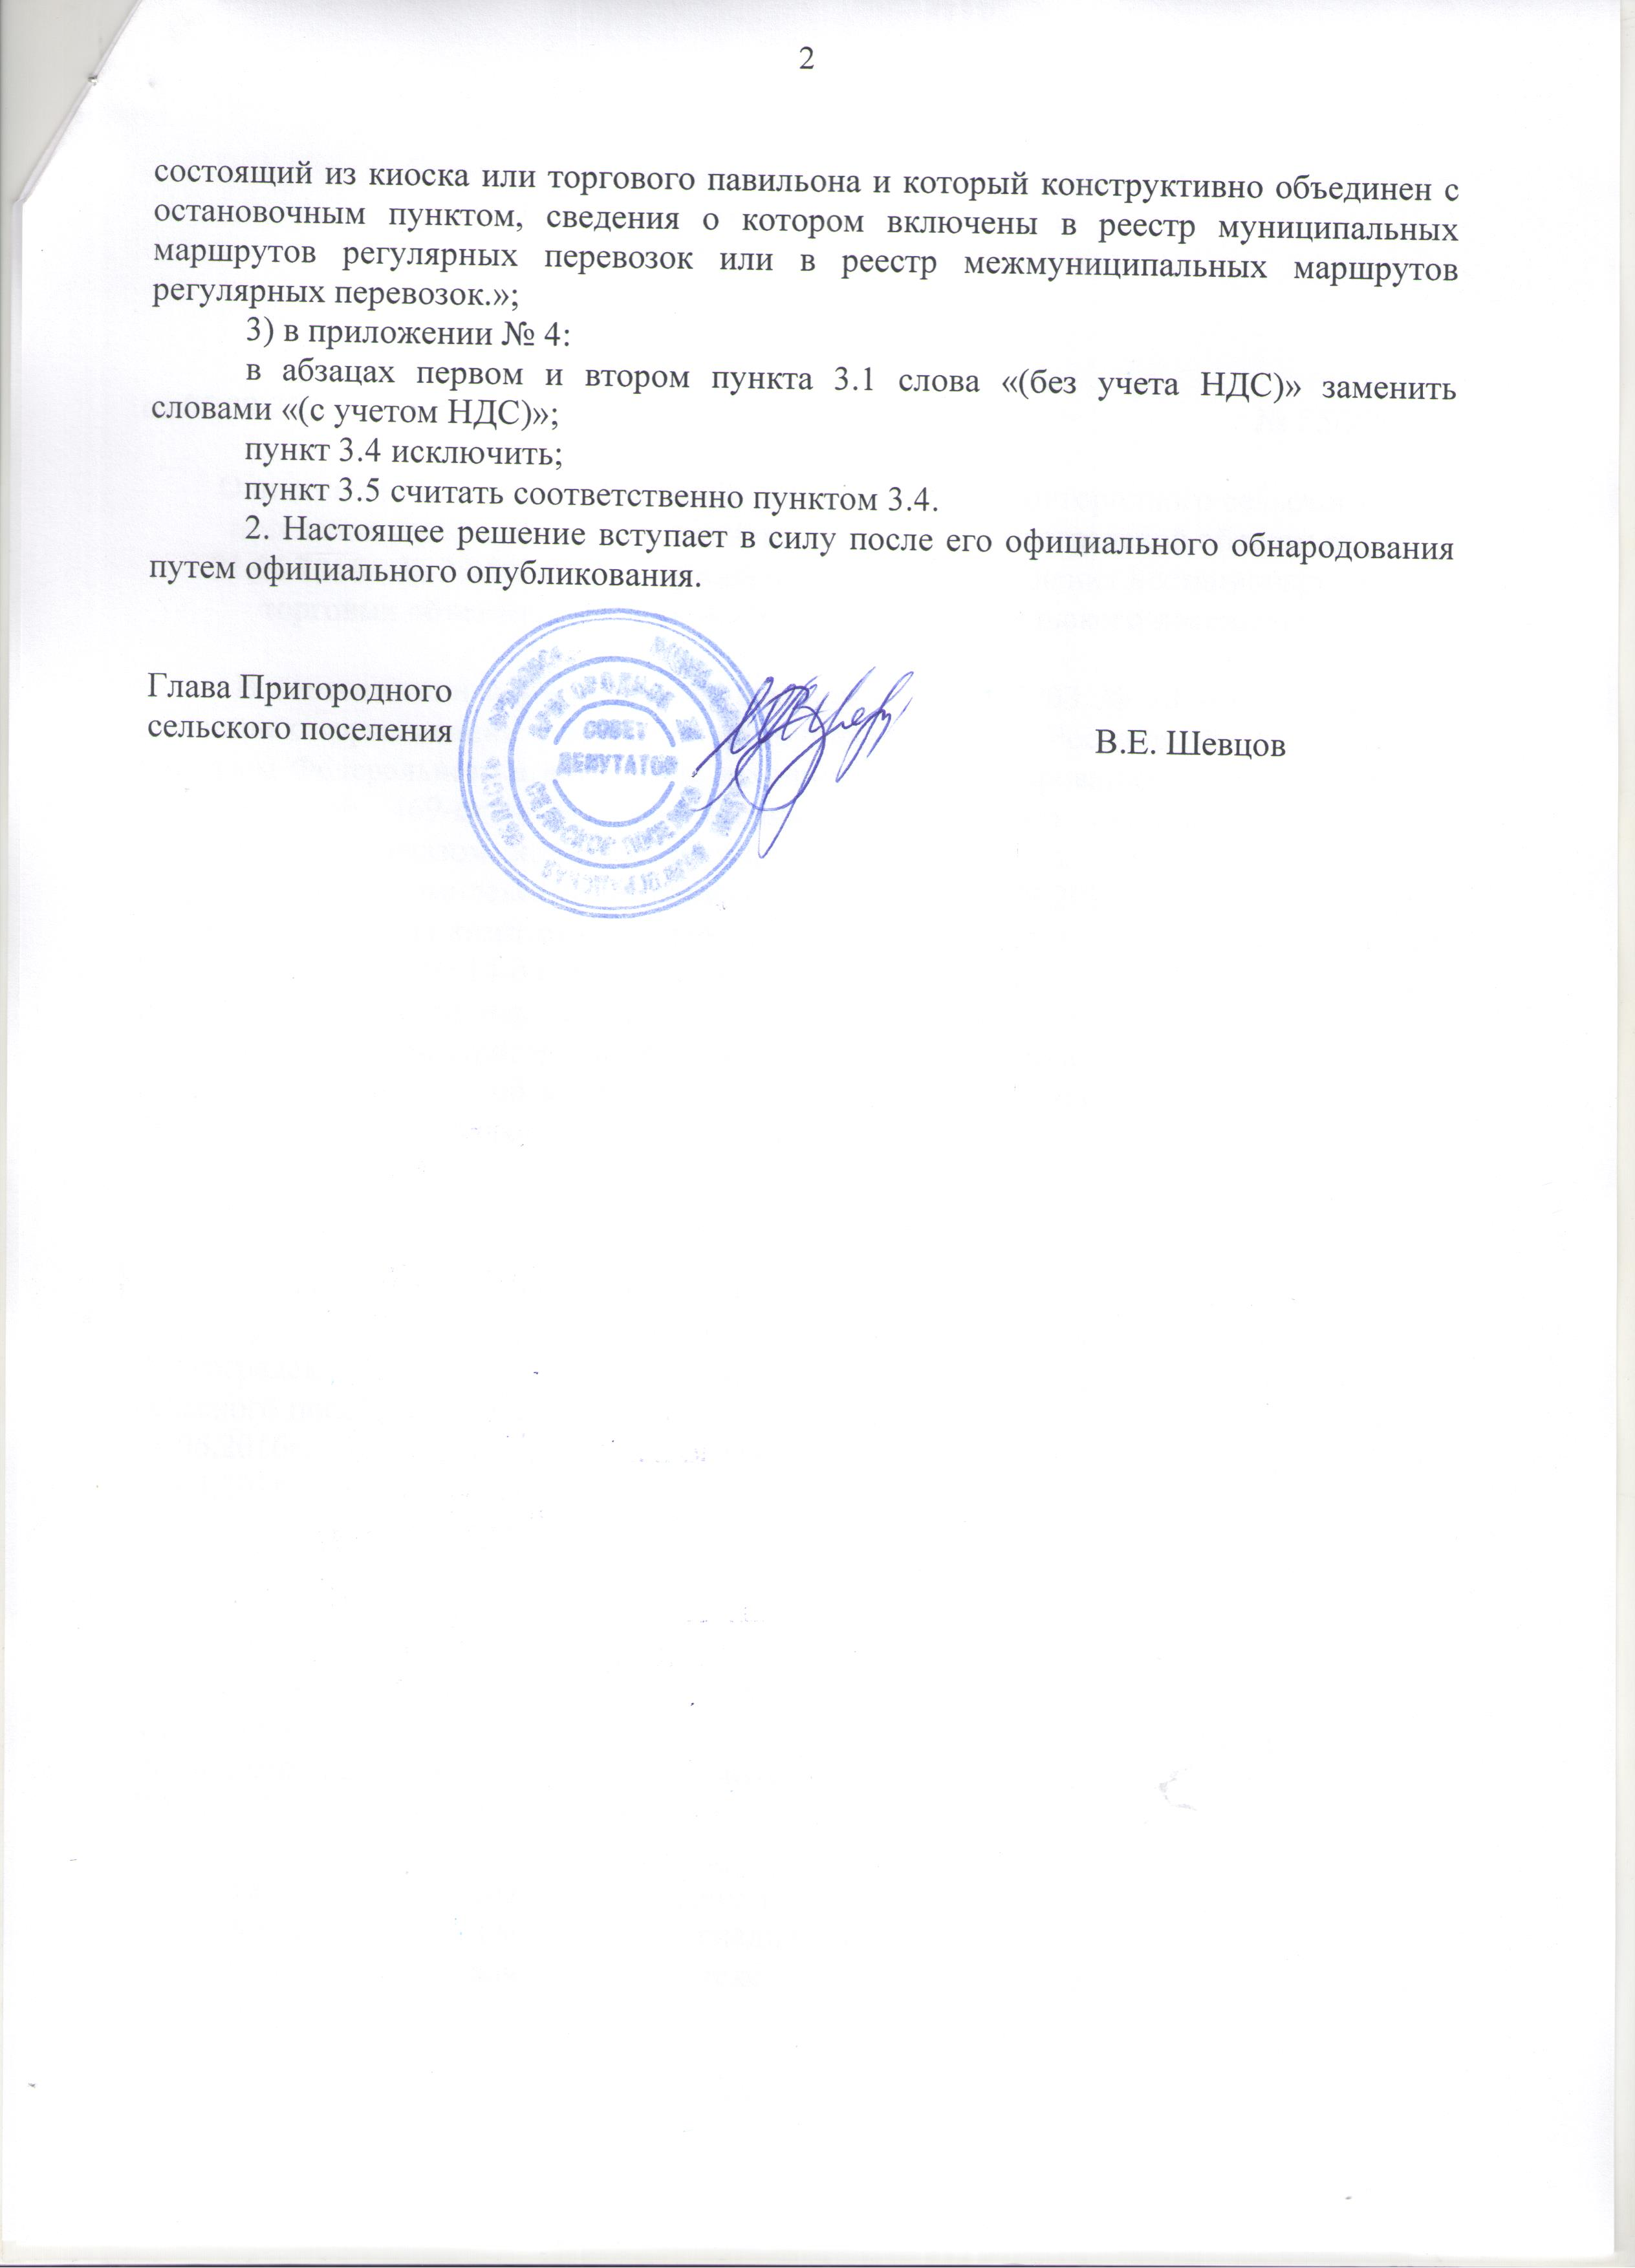 2
состоящий из киоска или торгового павильона и который конструктивно объединен с
остановочным пунктом, сведения о котором включены в реестр муниципальных
маршрутов регулярных перевозок или в реестр межмуниципальных маршрутов
регулярных перевозок.»;
3) в приложении № 4:
в абзацах первом и втором пункта 3.1 слова «(без учета НДС)» заменить
словами «(с учетом НДС)»;
пункт 3.4 исключить;
пункт 3.5 считать соответственно пунктом 3.4.
2. Настоящее решение вступает в силу после его официального обнародования
путем официального опубликования.
Глава Пригородного
сельского поселения
В.Е. Шевцов
ПРИГОРОДНОЕ
СОВЕТ
ДЕПУТАТОВ
СЕЛЬСКОЕ